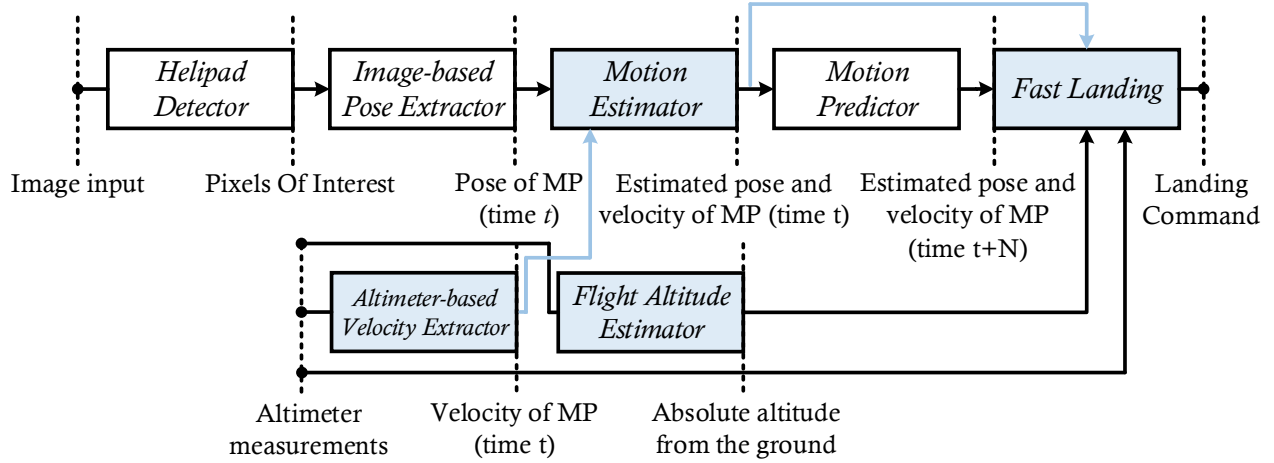 Helipad
Detector
Image-based
Pose Extractor
Motion
Estimator
Motion
Predictor
Fast Landing
Image input
Pixels Of Interest
Pose of MP
(time t)
Estimated pose and
velocity of MP (time t)
Estimated pose and
velocity of MP
(time t+N)
Landing
Command
Altimeter-based
Velocity Extractor
Flight Altitude
Estimator
Altimeter
measurements
Velocity of MP
(time t)
Absolute altitude
from the ground